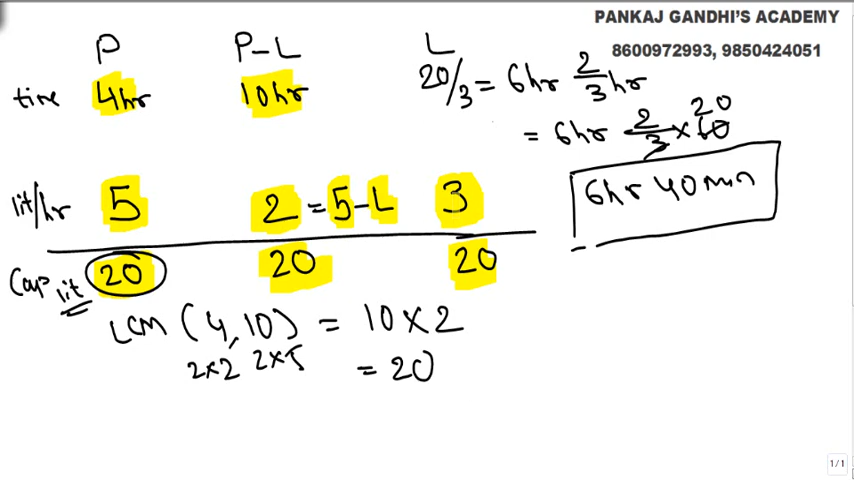 PANKAJ GANDHI'S ACADEMY
8600972993, 9850424051
P P-L L
time 4hr 10hr 20/3 = 6hr 2/3 hr
= 6hr 2/3 × 60 20
6hr 40min
lit/hr 5 2 = 5-L 3
Cap lit 20 20 20
LCM (4,10) = 10×2
2×2 2×5 = 20
1/1